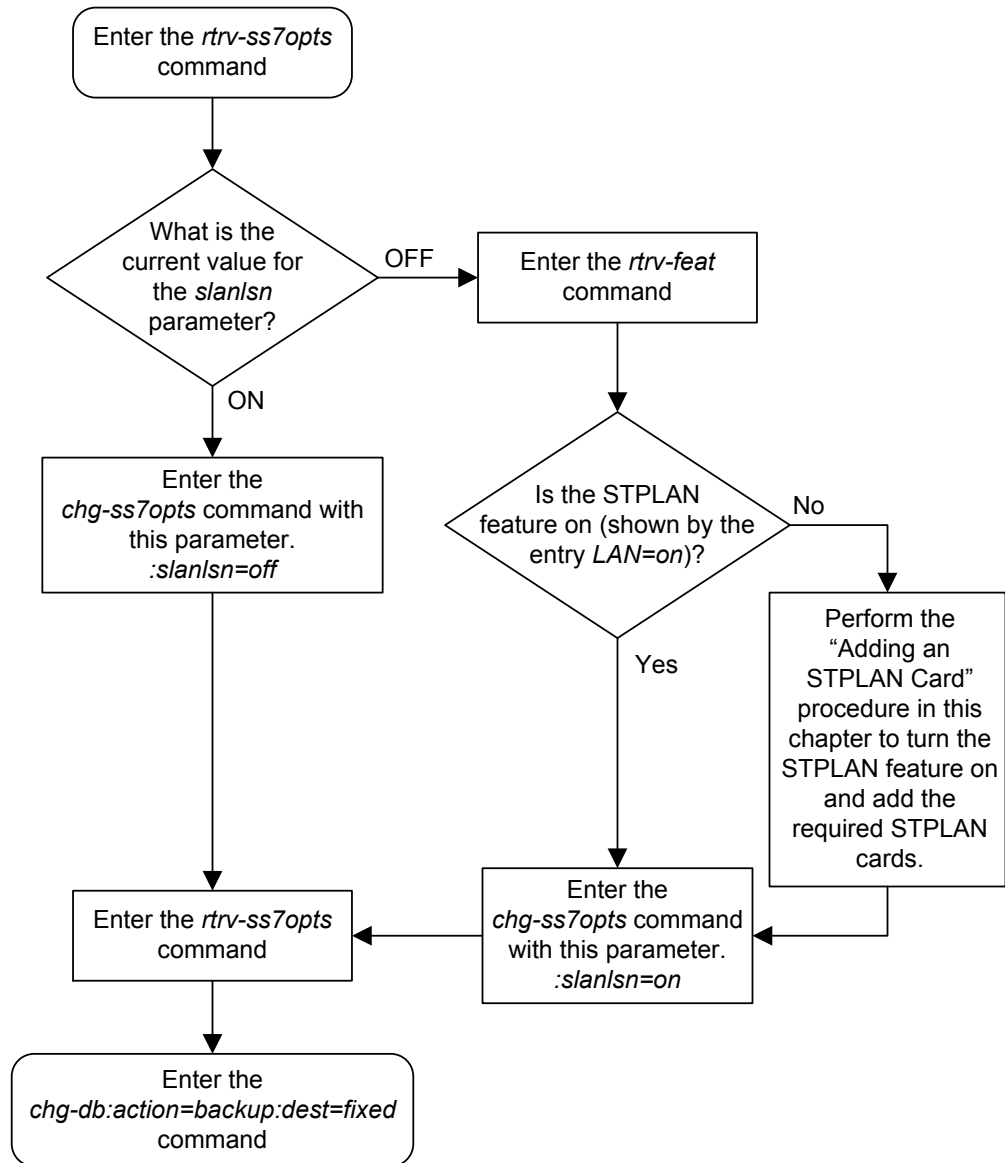 Enter the rtrv-ss7opts
command
What is the
current value for
the slanlsn
parameter?
OFF
Enter the rtrv-feat
command
ON
Enter the
chg-ss7opts command with
this parameter.
:slanlsn=off
Is the STPLAN
feature on (shown by the
entry LAN=on)?
No
Yes
Perform the
“Adding an
STPLAN Card”
procedure in this
chapter to turn the
STPLAN feature on
and add the
required STPLAN
cards.
Enter the
chg-ss7opts command
with this parameter.
:slanlsn=on
Enter the rtrv-ss7opts
command
Enter the
chg-db:action=backup:dest=fixed
command